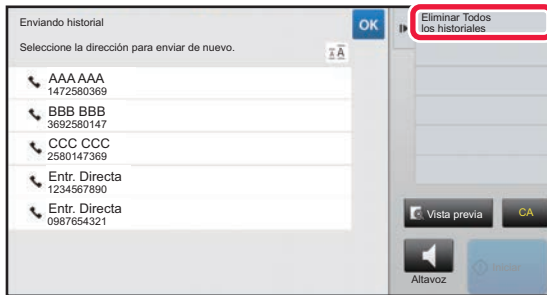 Enviando historial
OK
Seleccione la dirección para enviar de nuevo.
AAA AAA
1472580369
BBB BBB
3692580147
CCC CCC
2580147369
Entr. Directa
1234567890
Entr. Directa
0987654321
Eliminar Todos
los historiales
Vista previa
CA
Altavoz